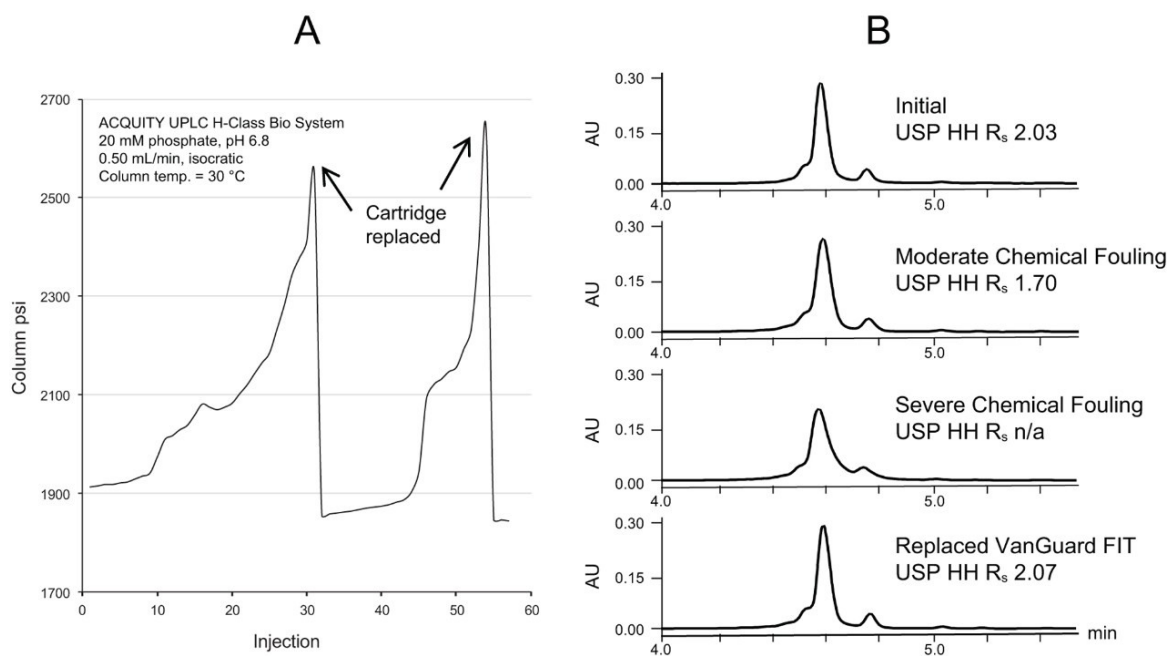 A
2700
2500
2300
2100
1900
1700
Column psi
ACQUITY UPLC H-Class Bio System
20 mM phosphate, pH 6.8
0.50 mL/min, isocratic
Column temp. = 30 °C
Cartridge
replaced
0
10
20
30
40
50
60
Injection
B
0.30
0.15
0.00
AU
Initial
USP HH Rs 2.03
4.0
5.0
0.30
0.15
0.00
AU
Moderate Chemical Fouling
USP HH Rs 1.70
4.0
5.0
0.30
0.15
0.00
AU
Severe Chemical Fouling
USP HH Rs n/a
4.0
5.0
0.30
0.15
0.00
AU
Replaced VanGuard FIT
USP HH Rs 2.07
min
4.0
5.0